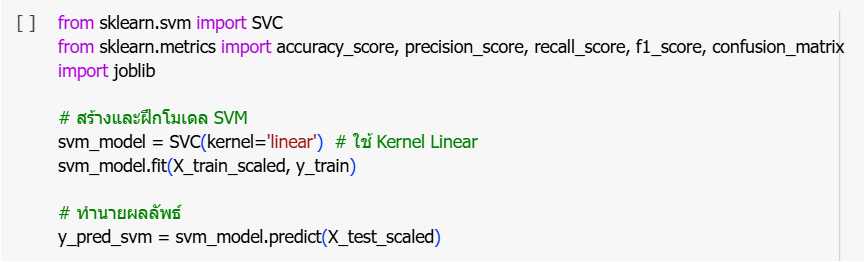 [ ] from sklearn.svm import SVC
from sklearn.metrics import accuracy_score, precision_score, recall_score, f1_score, confusion_matrix
import joblib
# สร้างและฝึกโมเดล SVM
svm_model = SVC(kernel='linear')  # ใช้ Kernel Linear
svm_model.fit(X_train_scaled, y_train)
# ทำนายผลลัพธ์
y_pred_svm = svm_model.predict(X_test_scaled)